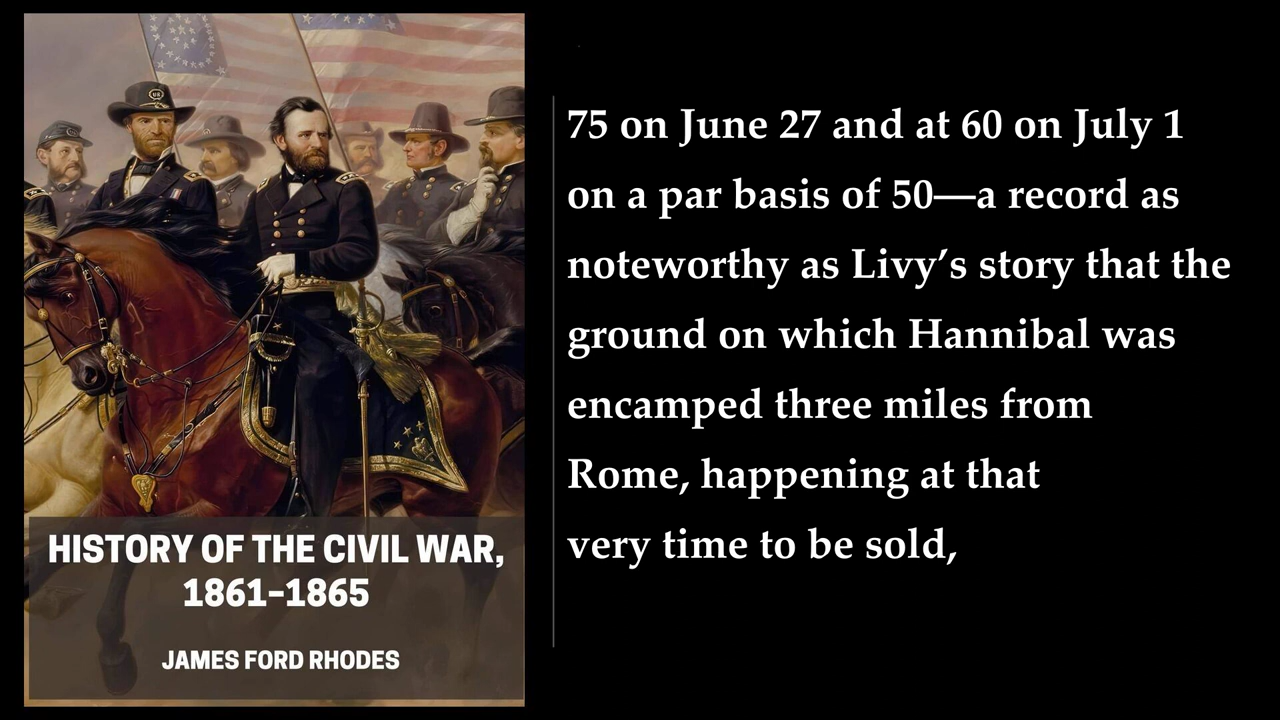 HISTORY OF THE CIVIL WAR,
1861–1865
JAMES FORD RHODES
75 on June 27 and at 60 on July 1
on a par basis of 50—a record as
noteworthy as Livy’s story that the
ground on which Hannibal was
encamped three miles from
Rome, happening at that
very time to be sold,